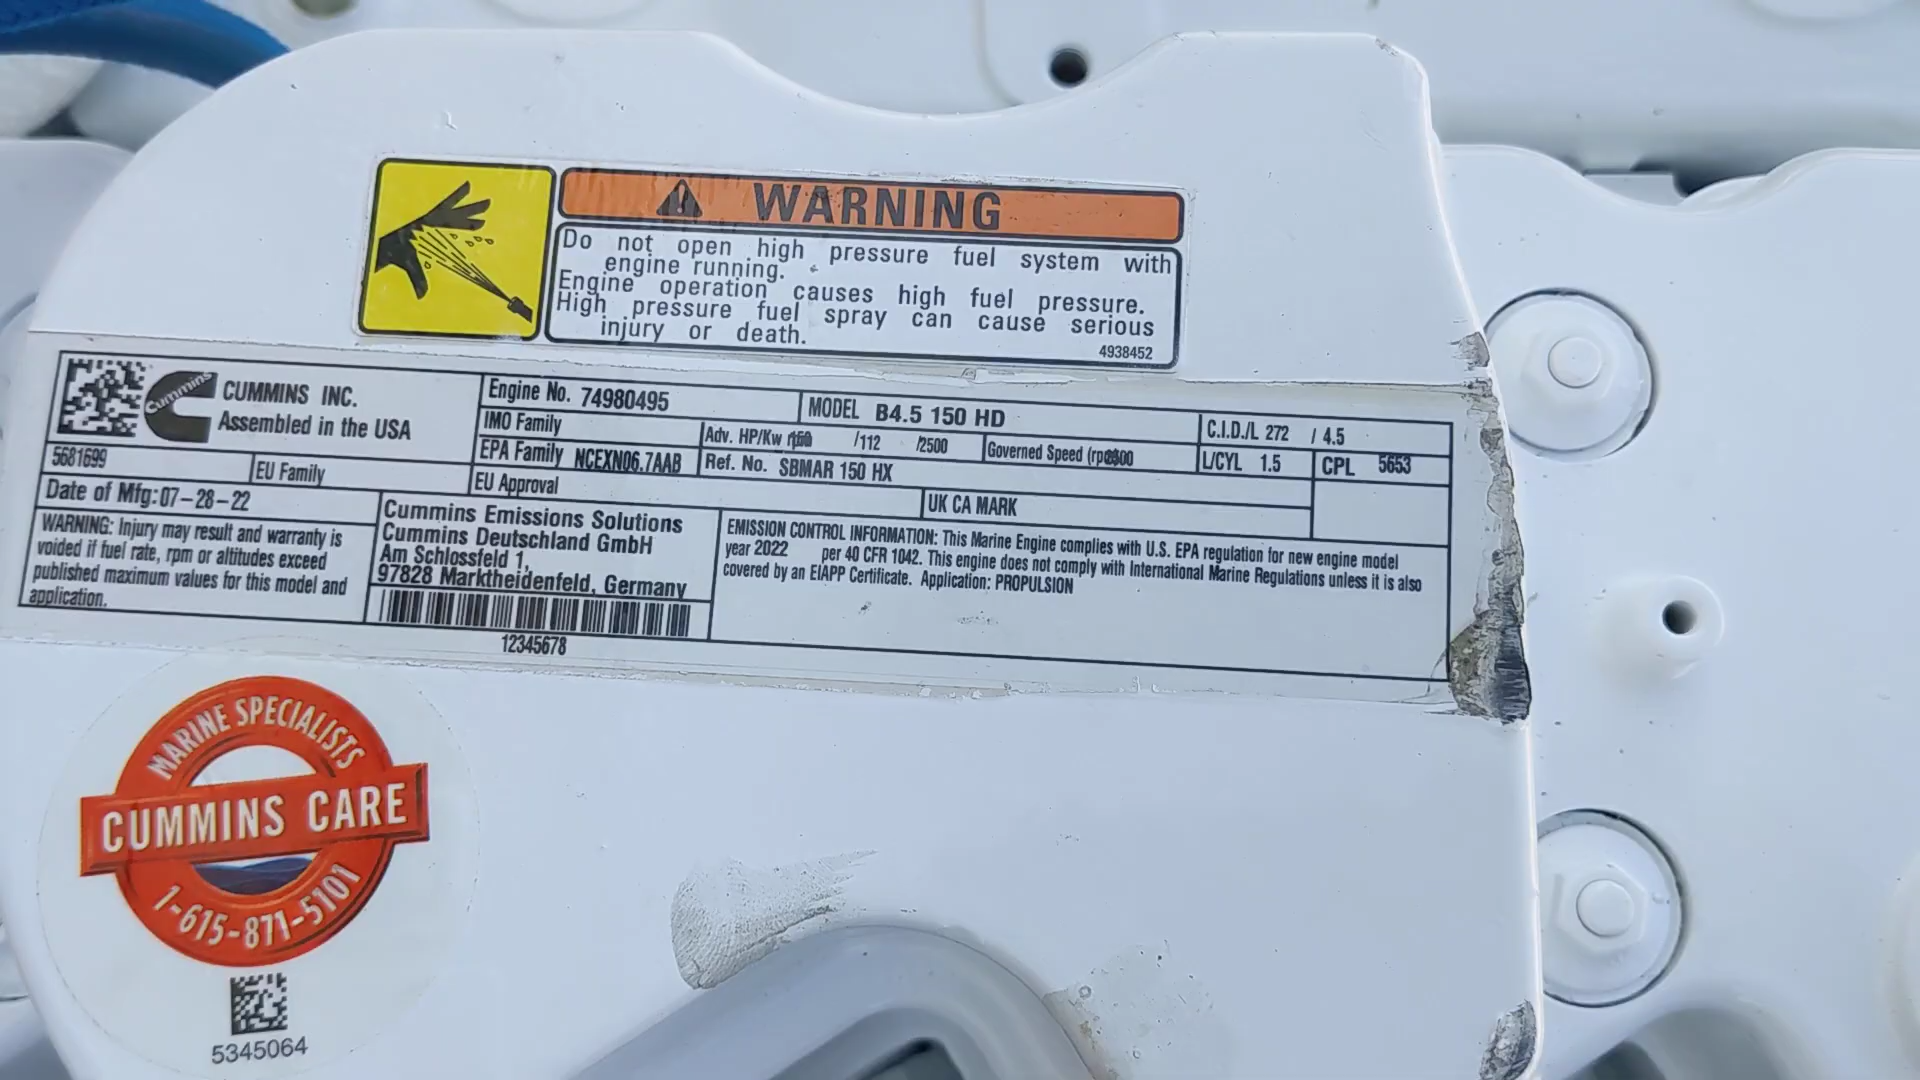 WARNING
Do not open high pressure fuel system with
engine running.
Engine operation causes high fuel pressure.
High pressure fuel spray can cause serious
injury or death.
4938452
Cummins
CUMMINS INC.
Assembled in the USA
5681699
EU Family
Date of Mfg: 07-28-22
WARNING: Injury may result and warranty is
voided if fuel rate, rpm or altitudes exceed
published maximum values for this model and
application.
Engine No. 74980495
MODEL B4.5 150 HD
C.I.D./L 272 / 4.5
IMO Family
Adv. HP/Kw 150 /112 /2500
Governed Speed
L/CYL 1.5
CPL 5653
EPA Family NCEXN06.7AAB
Ref. No. SBMAR 150 HX
EU Approval
UK CA MARK
Cummins Emissions Solutions
Cummins Deutschland GmbH
Am Schlossfeld 1,
97828 Marktheidenfeld, Germany
12345678
EMISSION CONTROL INFORMATION: This Marine Engine complies with U.S. EPA regulation for new engine model
year 2022 per 40 CFR 1042. This engine does not comply with International Marine Regulations unless it is also
covered by an EIAPP Certificate. Application: PROPULSION
MARINE SPECIALISTS
CUMMINS CARE
1-615-871-5101
5345064